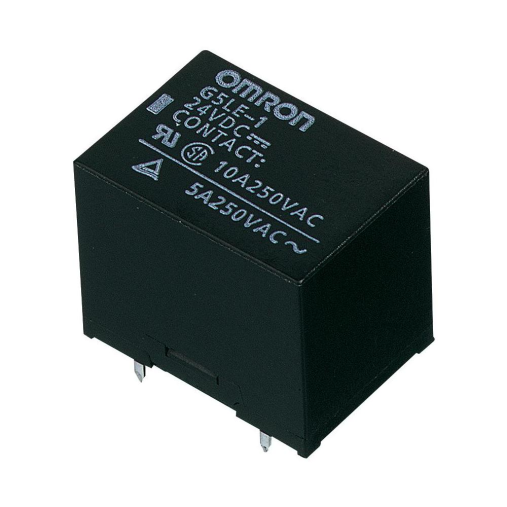 OMRON
G5LE-1
24VDC⎓
CONTACT:
10A250VAC
5A250VAC~